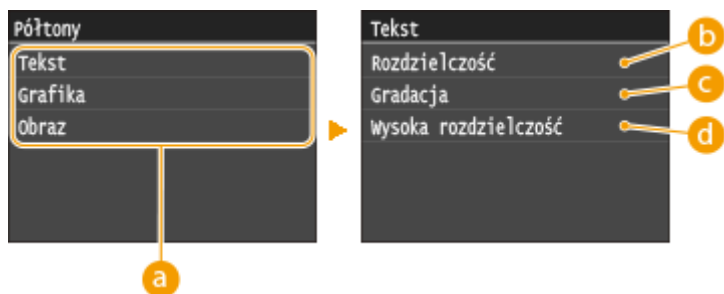 Półtony
Tekst
Grafika
Obraz
a
Tekst
Rozdzielczość
Gradacja
Wysoka rozdzielczość
b
c
d